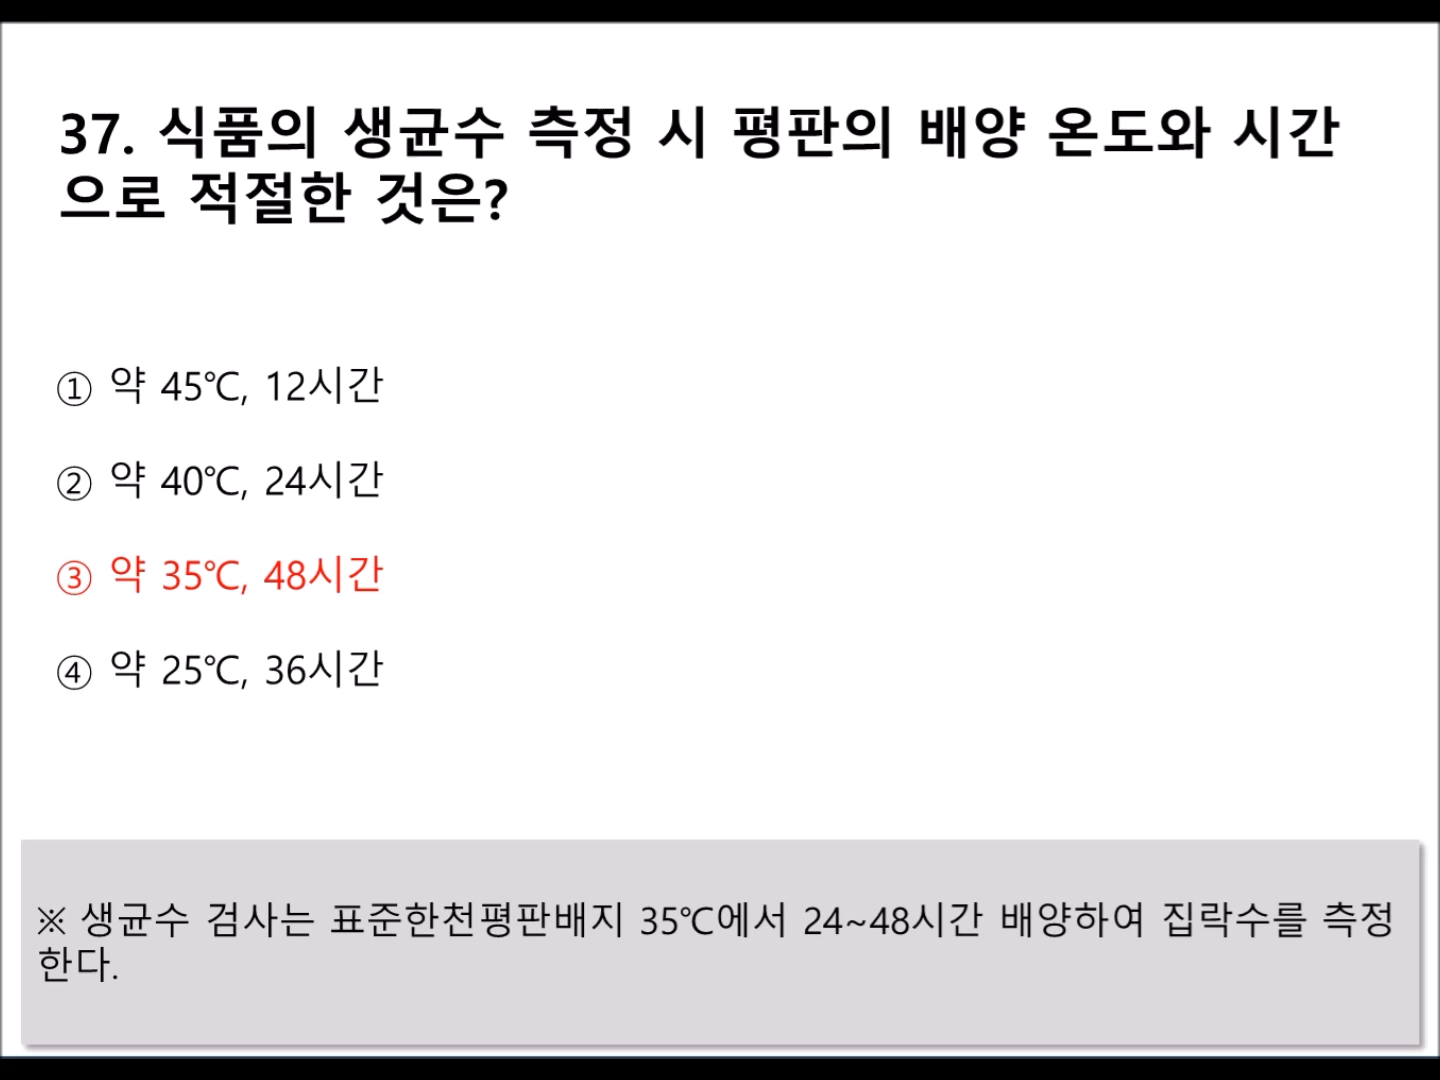 37. 식품의 생균수 측정 시 평판의 배양 온도와 시간
으로 적절한 것은?
① 약 45℃, 12시간
② 약 40℃, 24시간
③ 약 35℃, 48시간
④ 약 25℃, 36시간
※ 생균수 검사는 표준한천평판배지 35℃에서 24~48시간 배양하여 집락수를 측정
한다.